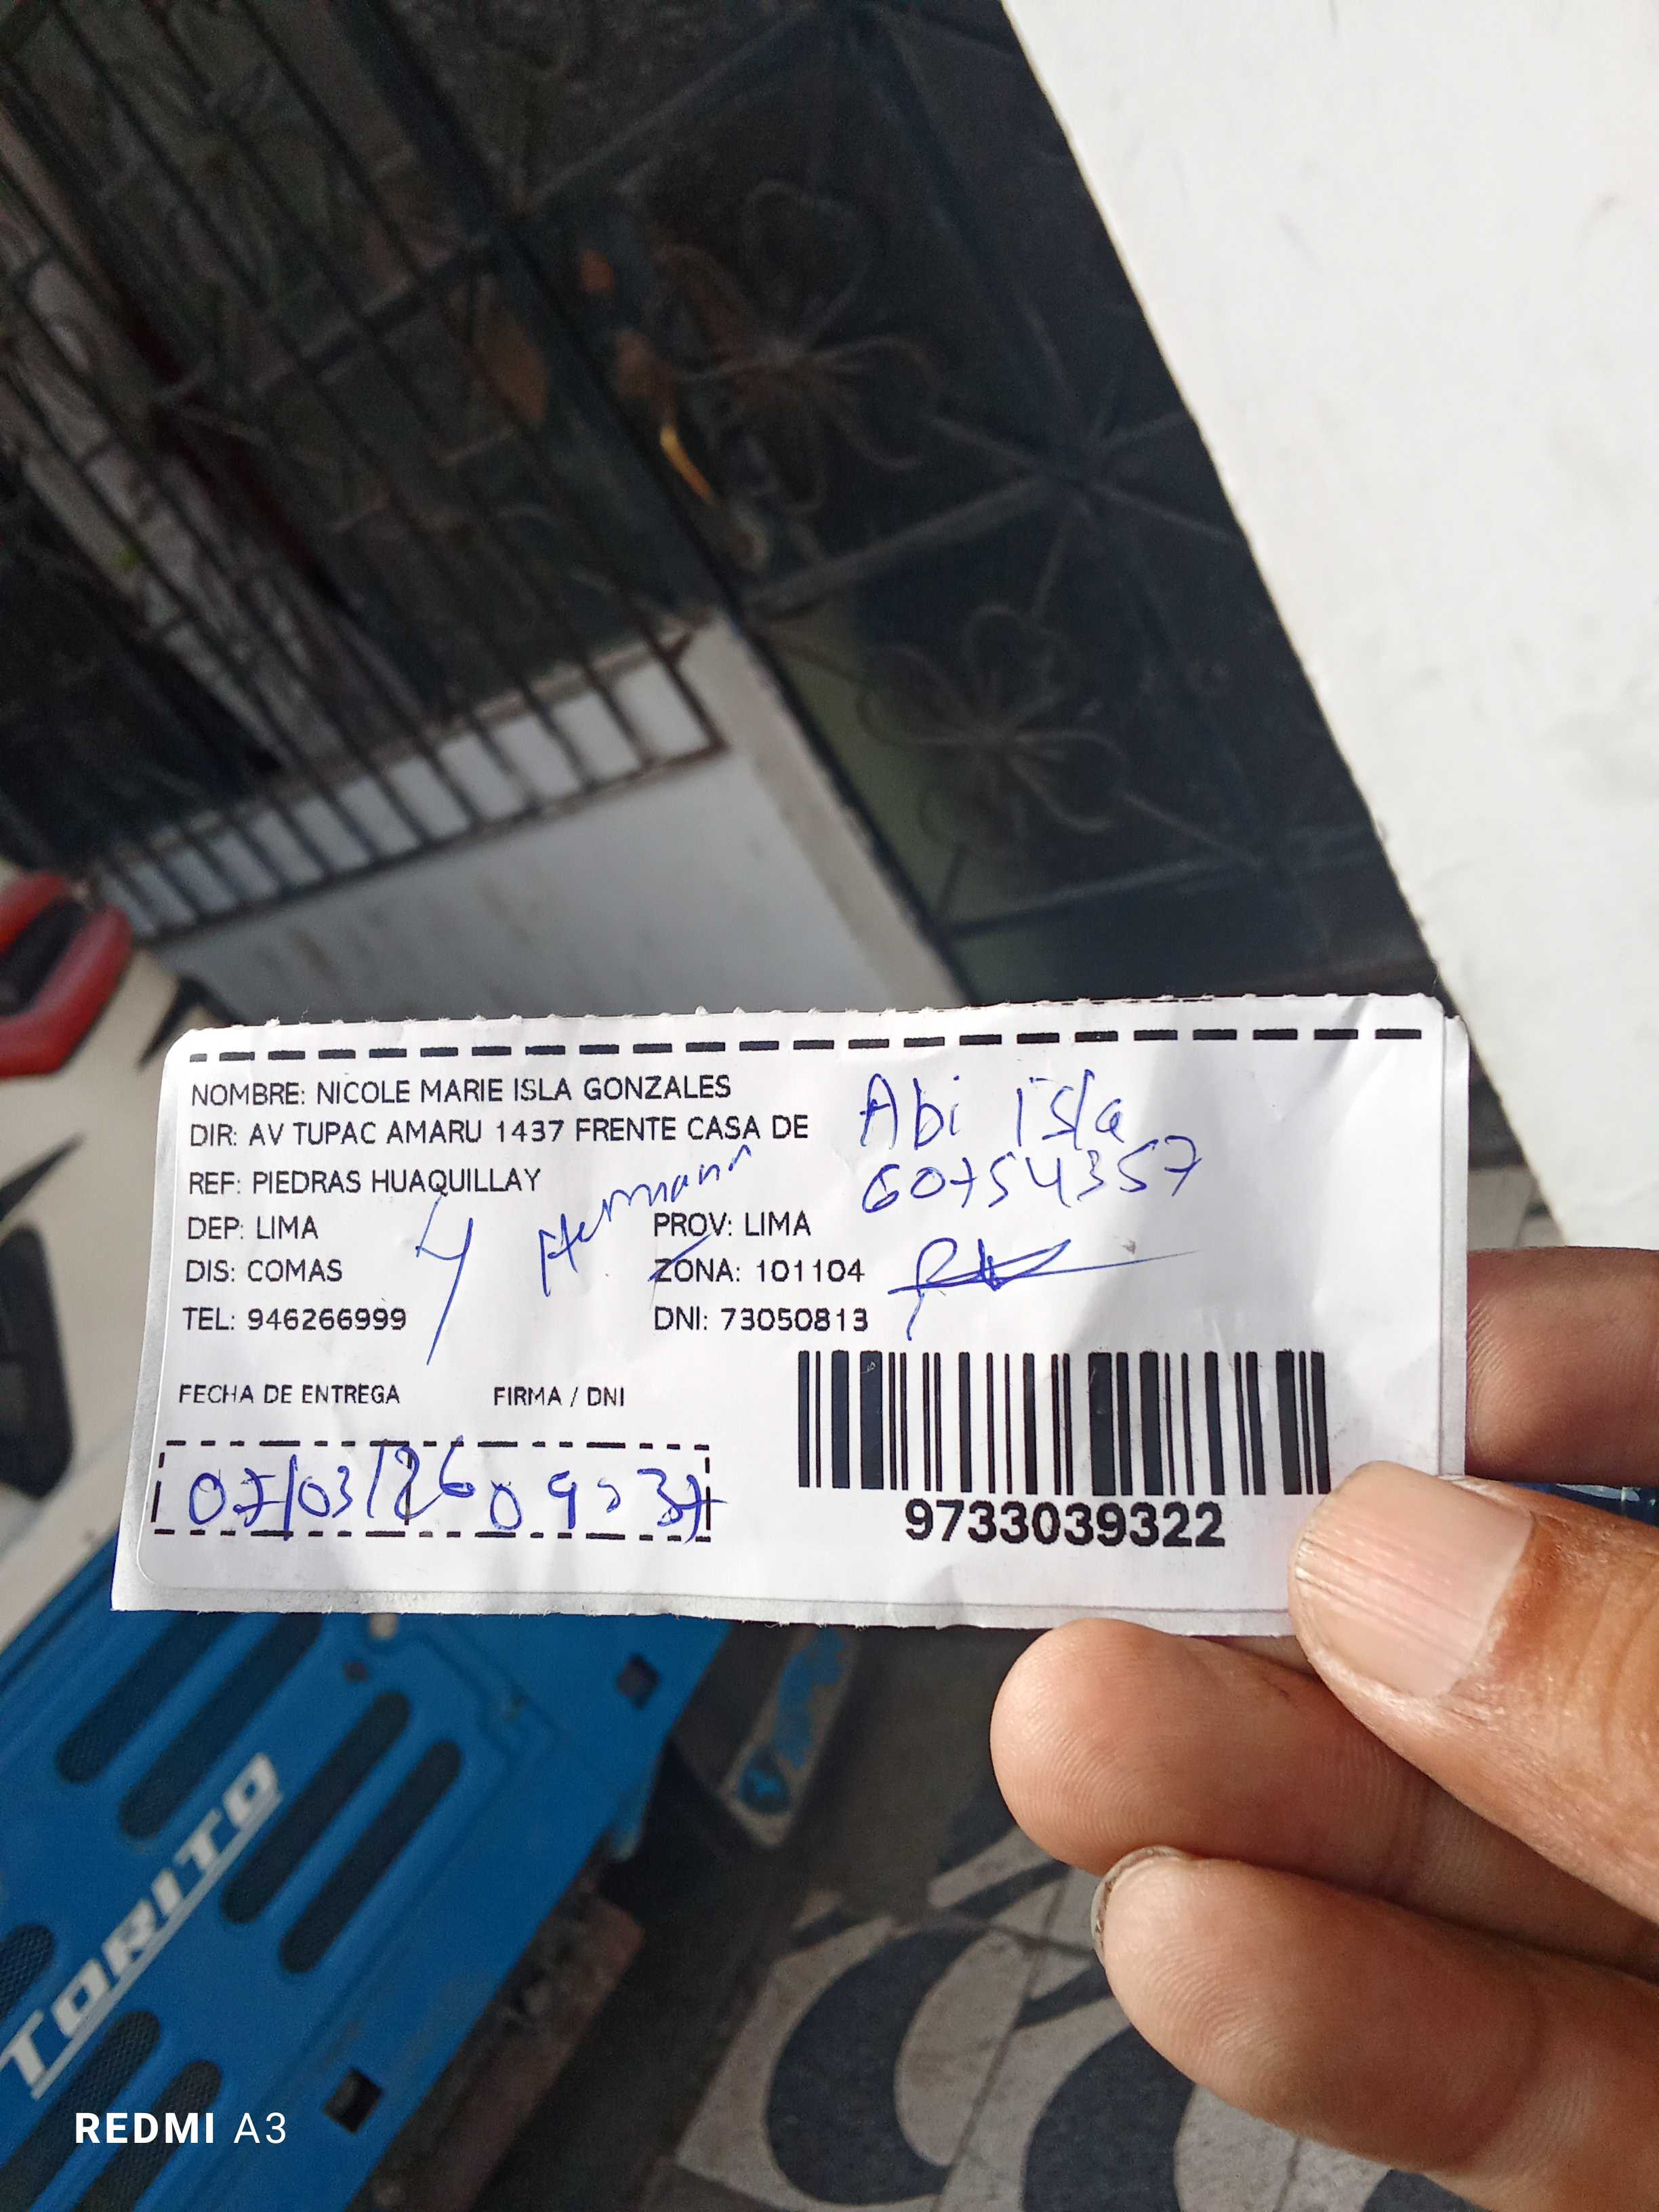 NOMBRE: NICOLE MARIE ISLA GONZALES
DIR: AV TUPAC AMARU 1437 FRENTE CASA DE
REF: PIEDRAS HUAQUILLAY
DEP: LIMA PROV: LIMA
DIS: COMAS ZONA: 101104
TEL: 946266999 DNI: 73050813
Abi isla
60754357
Hermana
FECHA DE ENTREGA FIRMA / DNI
07/03/26 09:37
9733039322
TORITO
REDMI A3